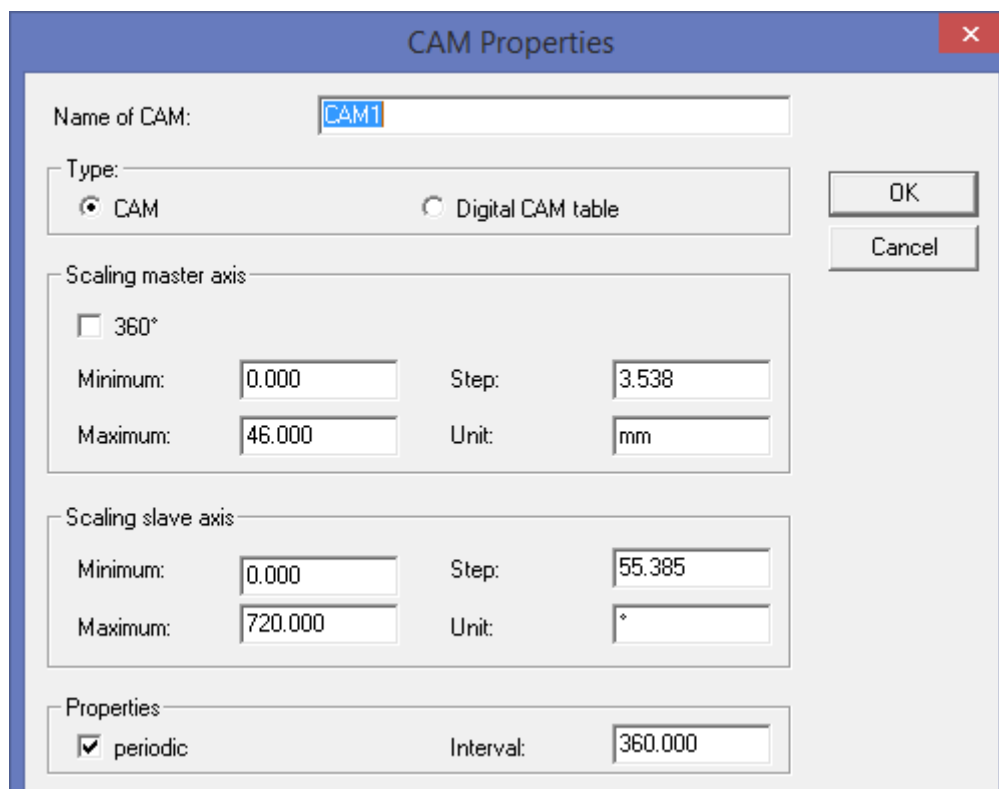 CAM Properties
Name of CAM: CAM1
Type:
CAM Digital CAM table
OK
Cancel
Scaling master axis
360°
Minimum: 0.000 Step: 3.538
Maximum: 46.000 Unit: mm
Scaling slave axis
Minimum: 0.000 Step: 55.385
Maximum: 720.000 Unit: °
Properties
periodic Interval: 360.000